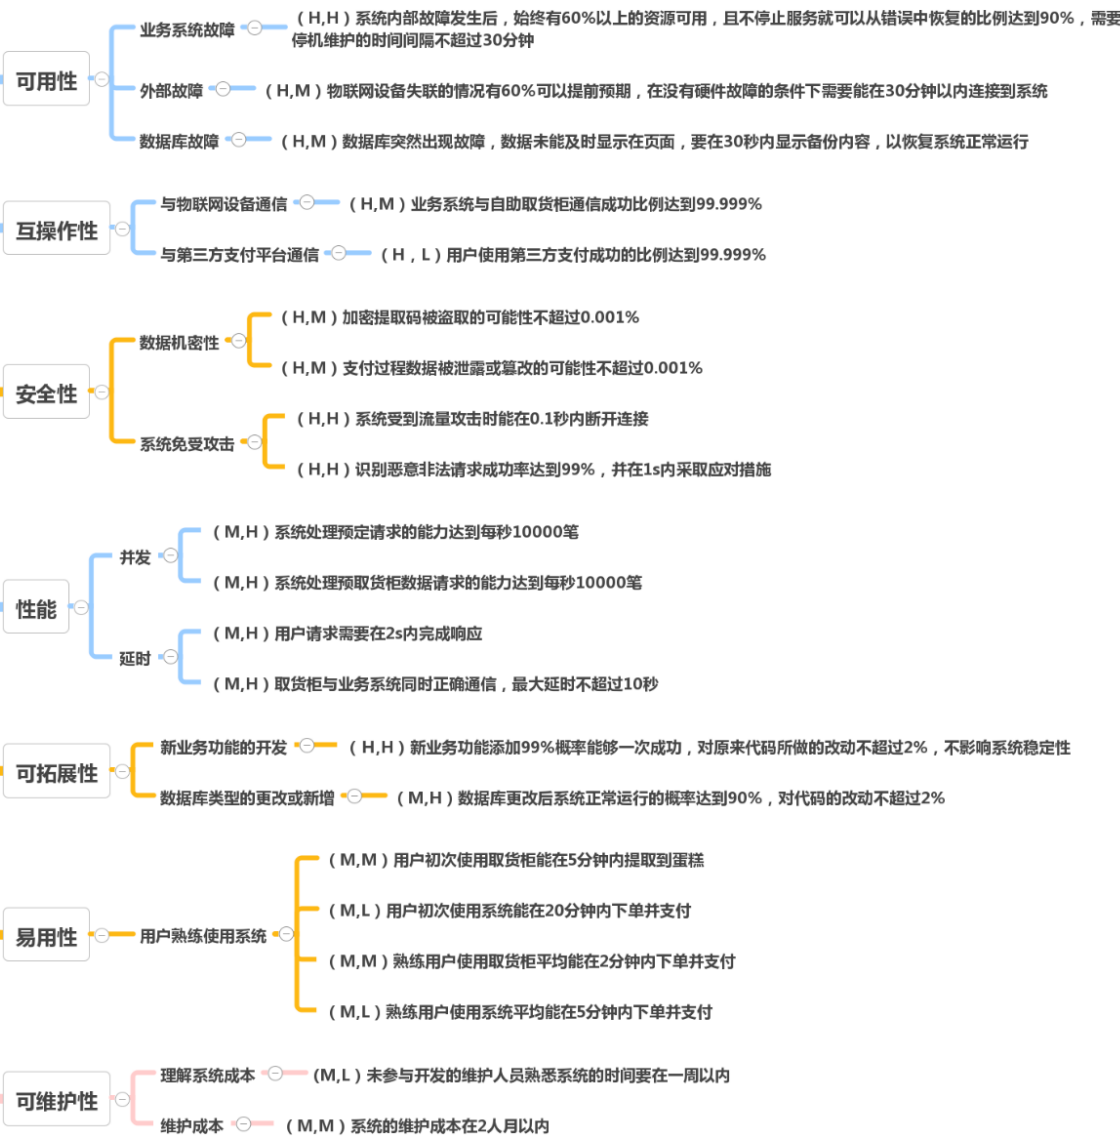 可用性
业务系统故障
（H,H）系统内部故障发生后，始终有60%以上的资源可用，且不停止服务就可以从错误中恢复的比例达到90%，需要
停机维护的时间间隔不超过30分钟
外部故障
（H,M）物联网设备失联的情况有60%可以提前预期，在没有硬件故障的条件下需要能在30分钟以内连接到系统
数据库故障
（H,M）数据库突然出现故障，数据未能及时显示在页面，要在30秒内显示备份内容，以恢复系统正常运行
互操作性
与物联网设备通信
（H,M）业务系统与自助取货柜通信成功比例达到99.999%
与第三方支付平台通信
（H，L）用户使用第三方支付成功的比例达到99.999%
安全性
数据机密性
（H,M）加密提取码被盗取的可能性不超过0.001%
（H,M）支付过程数据被泄露或篡改的可能性不超过0.001%
系统免受攻击
（H,H）系统受到流量攻击时能在0.1秒内断开连接
（H,H）识别恶意非法请求成功率达到99%，并在1s内采取应对措施
性能
并发
（M,H）系统处理预定请求的能力达到每秒10000笔
（M,H）系统处理预取货柜数据请求的能力达到每秒10000笔
延时
（M,H）用户请求需要在2s内完成响应
（M,H）取货柜与业务系统同时正确通信，最大延时不超过10秒
可拓展性
新业务功能的开发
（H,H）新业务功能添加99%概率能够一次成功，对原来代码所做的改动不超过2%，不影响系统稳定性
数据库类型的更改或新增
（M,H）数据库更改后系统正常运行的概率达到90%，对代码的改动不超过2%
易用性
用户熟练使用系统
（M,M）用户初次使用取货柜能在5分钟内提取到蛋糕
（M,L）用户初次使用系统能在20分钟内下单并支付
（M,M）熟练用户使用取货柜平均能在2分钟内下单并支付
（M,L）熟练用户使用系统平均能在5分钟内下单并支付
可维护性
理解系统成本
(M,L）未参与开发的维护人员熟悉系统的时间要在一周以内
维护成本
（M,M）系统的维护成本在2人月以内